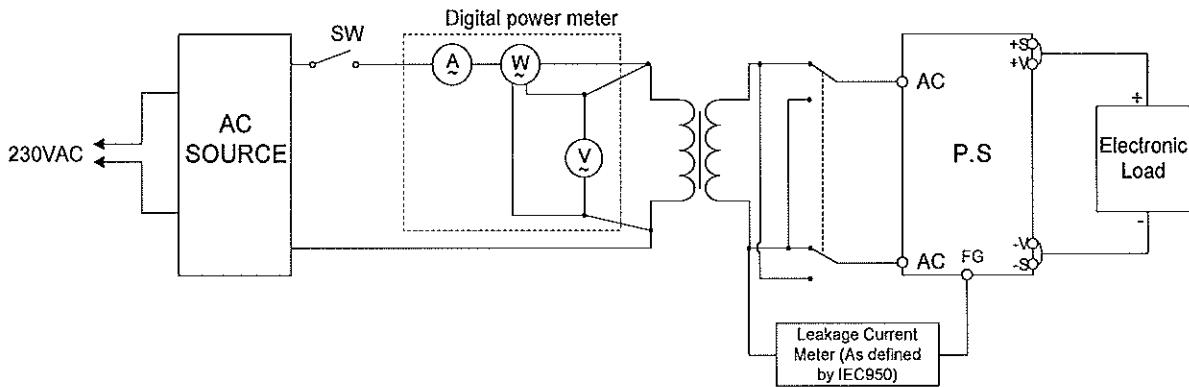 Digital power meter
SW
A
~
W
~
V
~
AC
SOURCE
230VAC
AC
P.S
AC
FG
+S
+V
-V
-S
+
Electronic
Load
-
Leakage Current
Meter (As defined
by IEC950)